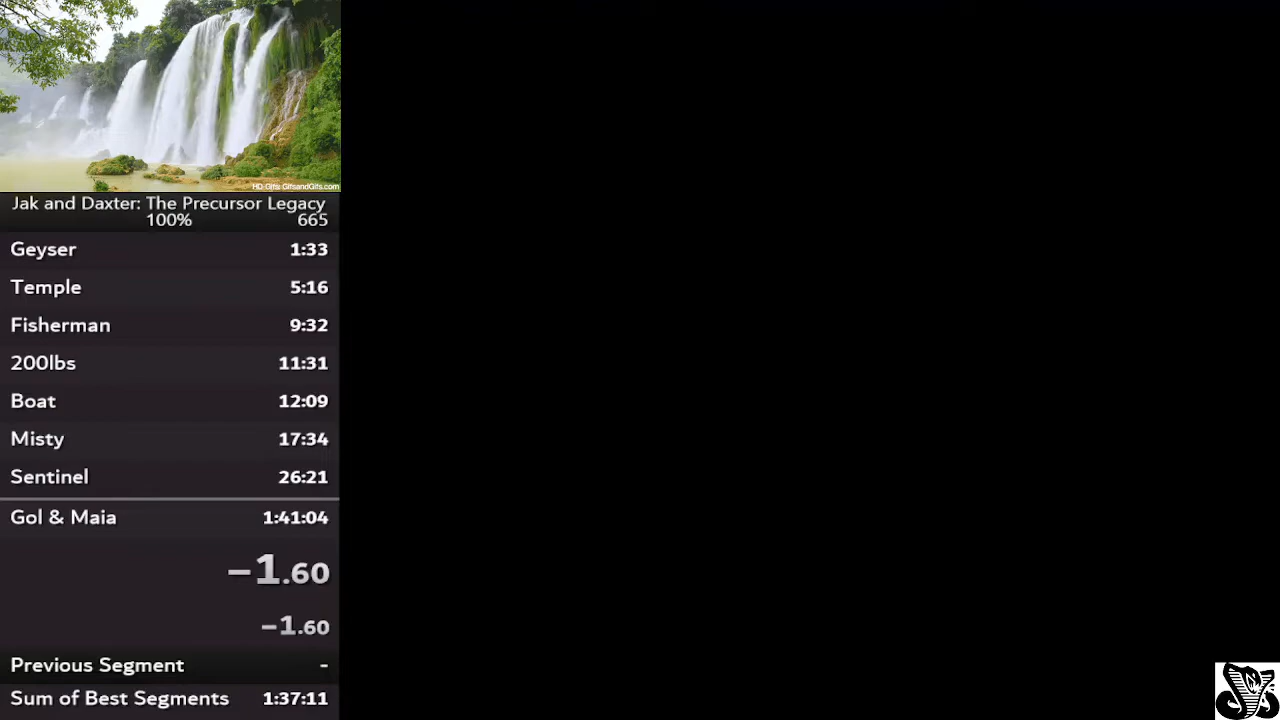 HD Gifs: GifsandGifs.com
Jak and Daxter: The Precursor Legacy
100% 665
Geyser 1:33
Temple 5:16
Fisherman 9:32
200lbs 11:31
Boat 12:09
Misty 17:34
Sentinel 26:21
Gol & Maia 1:41:04
−1.60
−1.60
Previous Segment -
Sum of Best Segments 1:37:11